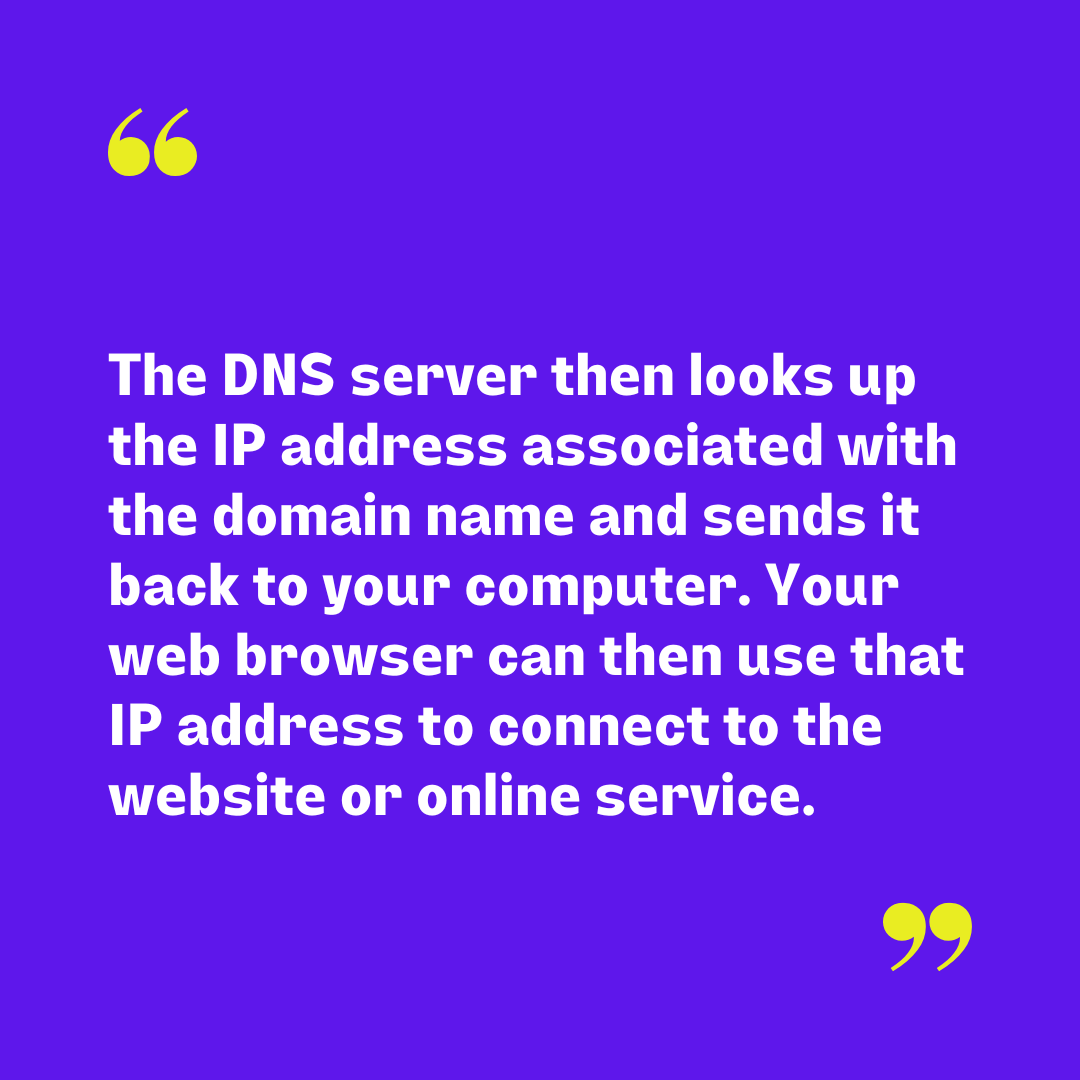 “
The DNS server then looks up
the IP address associated with
the domain name and sends it
back to your computer. Your
web browser can then use that
IP address to connect to the
website or online service.
”